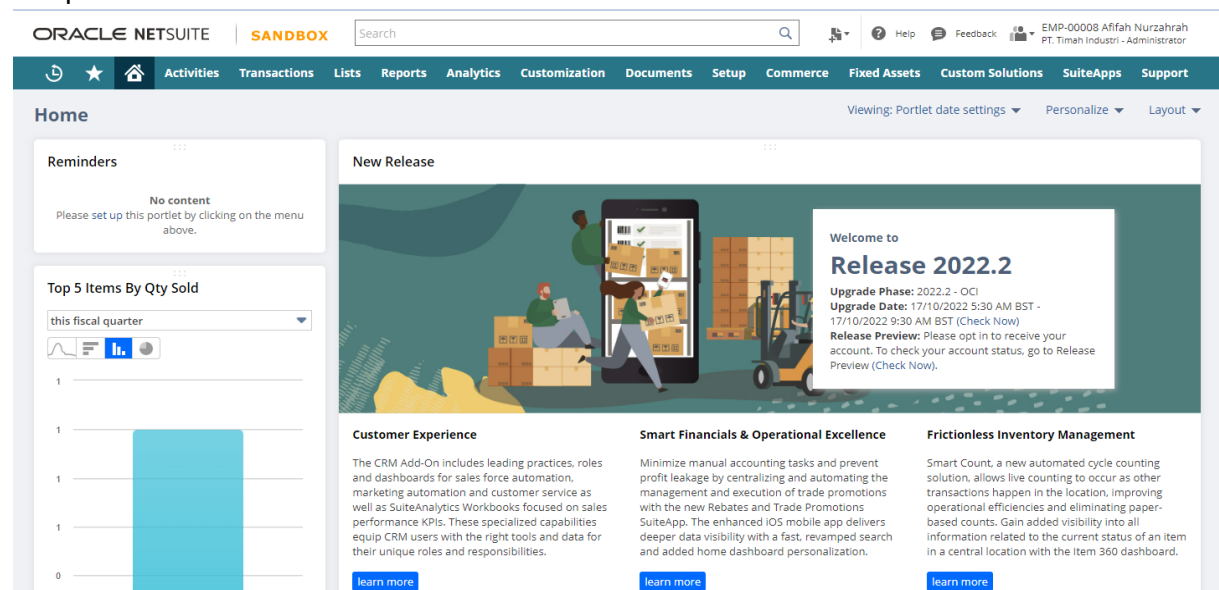 ORACLE NETSUITE
SANDBOX
Search
Help
Feedback
EMP-00008 Afifah Nurzahrah
PT. Timah Industri - Administrator
Activities Transactions Lists Reports Analytics Customization Documents Setup Commerce Fixed Assets Custom Solutions SuiteApps Support
Home
Viewing: Portlet date settings
Personalize
Layout
Reminders
No content
Please set up this portlet by clicking on the menu
above.
Top 5 Items By Qty Sold
this fiscal quarter
1
1
1
1
0
New Release
Welcome to
Release 2022.2
Upgrade Phase: 2022.2 - OCI
Upgrade Date: 17/10/2022 5:30 AM BST -
17/10/2022 9:30 AM BST (Check Now)
Release Preview: Please opt in to receive your
account. To check your account status, go to Release
Preview (Check Now).
Customer Experience
The CRM Add-On includes leading practices, roles
and dashboards for sales force automation,
marketing automation and customer service as
well as SuiteAnalytics Workbooks focused on sales
performance KPIs. These specialized capabilities
equip CRM users with the right tools and data for
their unique roles and responsibilities.
learn more
Smart Financials & Operational Excellence
Minimize manual accounting tasks and prevent
profit leakage by centralizing and automating the
management and execution of trade promotions
with the new Rebates and Trade Promotions
SuiteApp. The enhanced iOS mobile app delivers
deeper data visibility with a fast, revamped search
and added home dashboard personalization.
learn more
Frictionless Inventory Management
Smart Count, a new automated cycle counting
solution, allows live counting to occur as other
transactions happen in the location, improving
operational efficiencies and eliminating paper-
based counts. Gain added visibility into all
information related to the current status of an item
in a central location with the Item 360 dashboard.
learn more